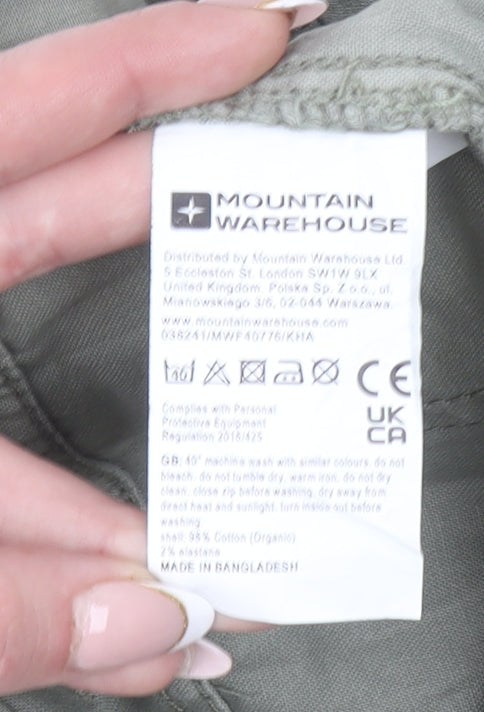 MOUNTAIN
WAREHOUSE
Distributed by Mountain Warehouse Ltd.
5 Eccleston St. London SW1W 9LX
United Kingdom. Polska Sp. Z o.o., ul.
Mianowskiego 3/6, 02-044 Warszawa.
www.mountainwarehouse.com
038241/MWF40776/KHA
40
CE
Complies with Personal
Protective Equipment
Regulation 2016/425
UK
CA
GB: 40° machine wash with similar colours, do not
bleach, do not tumble dry, warm iron, do not dry
clean, close zip before washing, dry away from
direct heat and sunlight, turn inside out before
washing.
shell: 98% Cotton (Organic)
2% elastane
MADE IN BANGLADESH